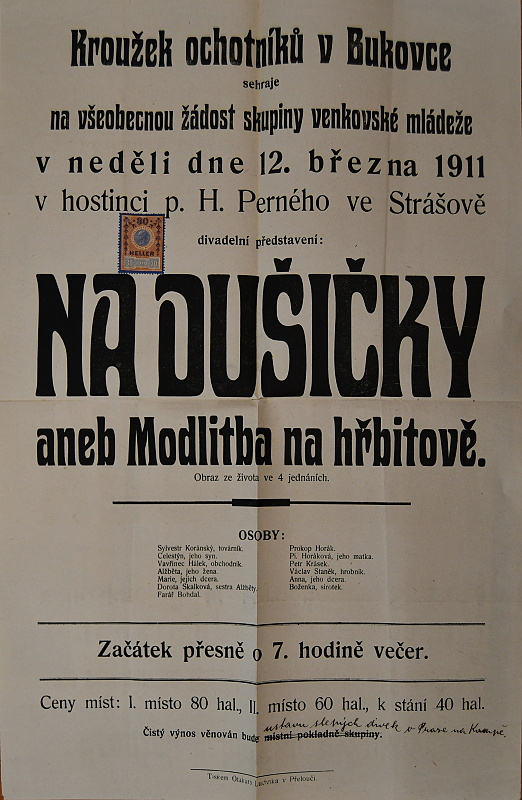 Kroužek ochotníků v Bukovce
sehraje
na všeobecnou žádost skupiny venkovské mládeže
v neděli dne 12. března 1911
v hostinci p. H. Perného ve Strášově
30
HELLER
divadelní představení:
NA DUŠIČKY
aneb Modlitba na hřbitově.
Obraz ze života ve 4 jednáních.
OSOBY:
Sylvestr Koránský, továrník.
Celestýn, jeho syn.
Vavřinec Hálek, obchodník.
Alžběta, jeho žena.
Marie, jejich dcera.
Dorota Skalková, sestra Alžběty.
Farář Bohdal.
Prokop Horák.
Pí. Horáková, jeho matka.
Petr Krásek.
Václav Staněk, hrobník.
Anna, jeho dcera.
Boženka, sirotek.
Začátek přesně o 7. hodině večer.
Ceny míst: I. místo 80 hal., II. místo 60 hal., k stání 40 hal.
ústavu slepých dívek v Praze na Kampě.
Čistý výnos věnován bude místní pokladně skupiny.
Tiskem Otakara Ludvíka v Přelouči.